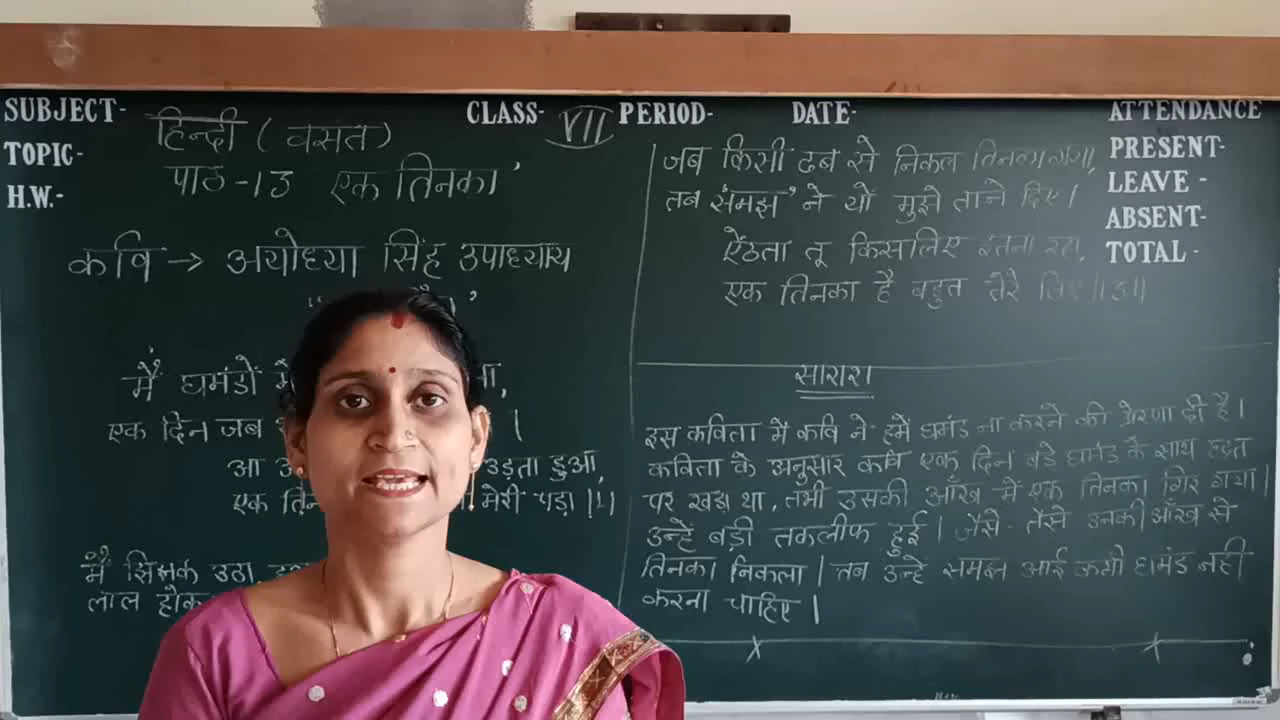 SUBJECT- हिन्दी (वसंत) CLASS- VII PERIOD- DATE- ATTENDANCE
TOPIC- पाठ -13 एक तिनका'
H.W.-
PRESENT-
LEAVE -
ABSENT-
TOTAL -
कवि → अयोध्या सिंह उपाध्याय
मैं घमंडों में
एक दिन जब
आ उड़ता हुआ,
एक मेरी पड़ा
मैं झिझक उठा
लाल होकर
जब किसी ढब से निकल तिनका गया,
तब 'समझ' ने यों मुझे ताने दिए।
ऐंठता तू किसलिए इतना रहा,
एक तिनका है बहुत तेरे लिए।।3।।
सारांश
इस कविता में कवि ने हमें घमंड ना करने की प्रेरणा दी है।
कविता के अनुसार कवि एक दिन बड़े घमंड के साथ छत
पर खड़ा था, तभी उसकी आँख में एक तिनका गिर गया।
उन्हे बड़ी तकलीफ हुई। जैसे - तैसे उनकी आँख से
तिनका निकला। तब उन्हे समझ आई घमंड नही
करना चाहिए।